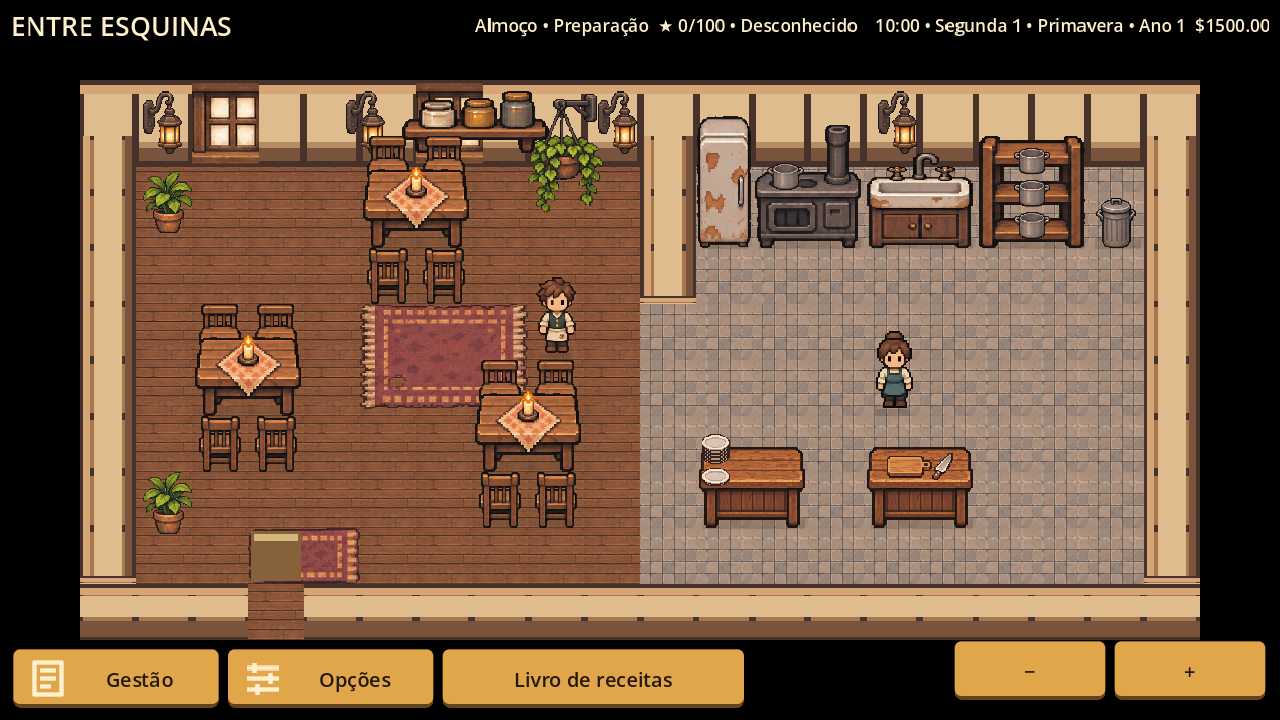 ENTRE ESQUINAS
Almoço • Preparação ★ 0/100 • Desconhecido 10:00 • Segunda 1 • Primavera • Ano 1 $1500.00
Gestão
Opções
Livro de receitas
−
+